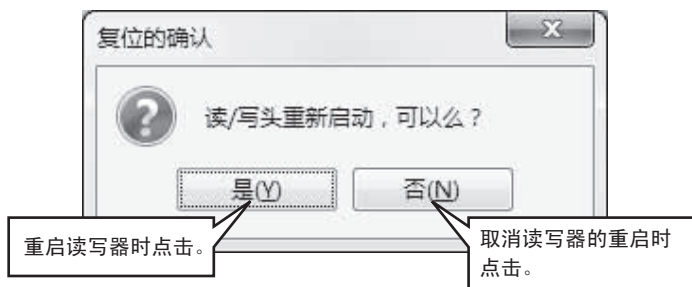 复位的确认
读/写头重新启动，可以么？
是(Y)
否(N)
重启读写器时点击。
取消读写器的重启时
点击。